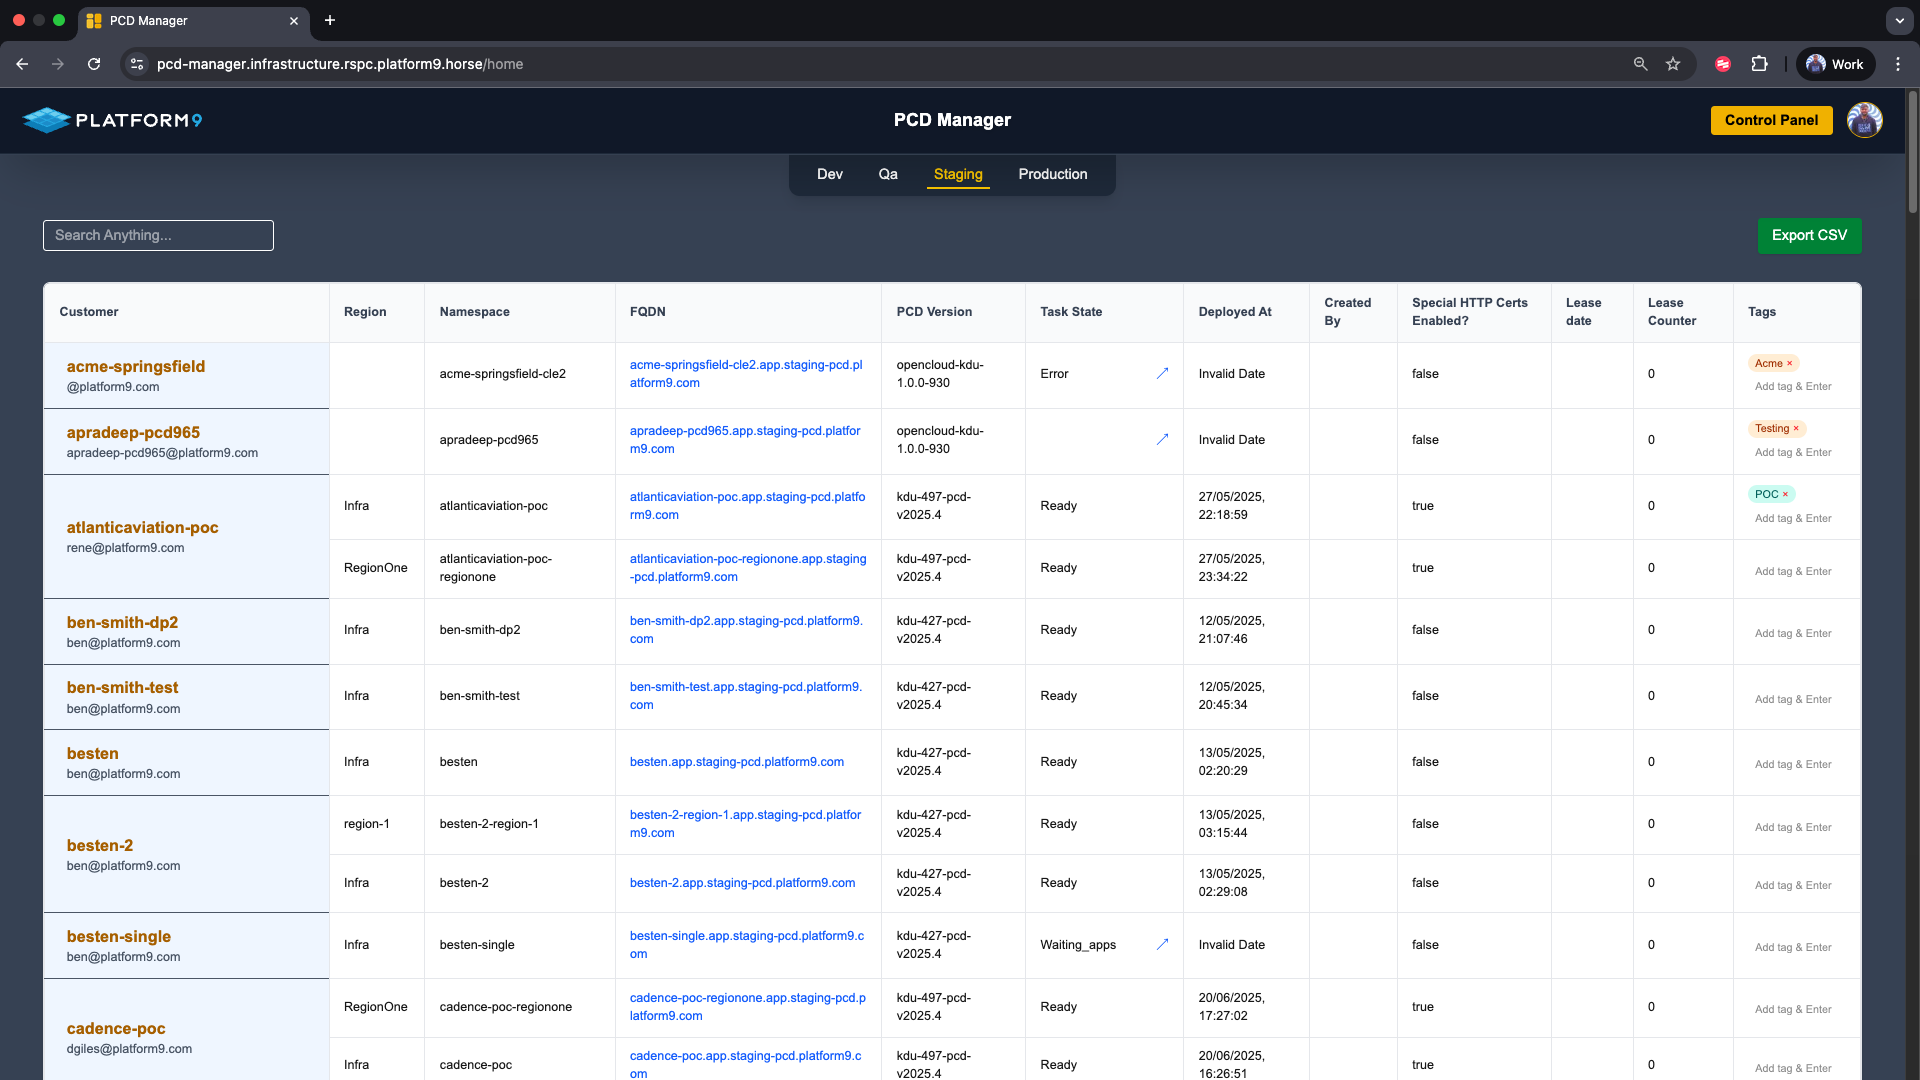 PCD Manager
pcd-manager.infrastructure.rspc.platform9.horse/home
Work
PLATFORM9
PCD Manager
Control Panel
Dev Qa Staging Production
Search Anything...
Export CSV
Customer Region Namespace FQDN PCD Version Task State Deployed At Created By Special HTTP Certs Enabled? Lease date Lease Counter Tags
acme-springsfield
@platform9.com
acme-springsfield-cle2
acme-springsfield-cle2.app.staging-pcd.pl
atform9.com
opencloud-kdu-
1.0.0-930
Error
Invalid Date
false
0
Acme ×
Add tag & Enter
apradeep-pcd965
apradeep-pcd965@platform9.com
apradeep-pcd965
apradeep-pcd965.app.staging-pcd.platfor
m9.com
opencloud-kdu-
1.0.0-930
Invalid Date
false
0
Testing ×
Add tag & Enter
atlanticaviation-poc
rene@platform9.com
Infra
atlanticaviation-poc
atlanticaviation-poc.app.staging-pcd.platfo
rm9.com
kdu-497-pcd-
v2025.4
Ready
27/05/2025,
22:18:59
true
0
POC ×
Add tag & Enter
RegionOne
atlanticaviation-poc-
regionone
atlanticaviation-poc-regionone.app.staging
-pcd.platform9.com
kdu-497-pcd-
v2025.4
Ready
27/05/2025,
23:34:22
true
0
Add tag & Enter
ben-smith-dp2
ben@platform9.com
Infra
ben-smith-dp2
ben-smith-dp2.app.staging-pcd.platform9.
com
kdu-427-pcd-
v2025.4
Ready
12/05/2025,
21:07:46
false
0
Add tag & Enter
ben-smith-test
ben@platform9.com
Infra
ben-smith-test
ben-smith-test.app.staging-pcd.platform9.
com
kdu-427-pcd-
v2025.4
Ready
12/05/2025,
20:45:34
false
0
Add tag & Enter
besten
ben@platform9.com
Infra
besten
besten.app.staging-pcd.platform9.com
kdu-427-pcd-
v2025.4
Ready
13/05/2025,
02:20:29
false
0
Add tag & Enter
besten-2
ben@platform9.com
region-1
besten-2-region-1
besten-2-region-1.app.staging-pcd.platfor
m9.com
kdu-427-pcd-
v2025.4
Ready
13/05/2025,
03:15:44
false
0
Add tag & Enter
Infra
besten-2
besten-2.app.staging-pcd.platform9.com
kdu-427-pcd-
v2025.4
Ready
13/05/2025,
02:29:08
false
0
Add tag & Enter
besten-single
ben@platform9.com
Infra
besten-single
besten-single.app.staging-pcd.platform9.c
om
kdu-427-pcd-
v2025.4
Waiting_apps
Invalid Date
false
0
Add tag & Enter
cadence-poc
dgiles@platform9.com
RegionOne
cadence-poc-regionone
cadence-poc-regionone.app.staging-pcd.p
latform9.com
kdu-497-pcd-
v2025.4
Ready
20/06/2025,
17:27:02
true
0
Add tag & Enter
Infra
cadence-poc
cadence-poc.app.staging-pcd.platform9.c
om
kdu-497-pcd-
v2025.4
Ready
20/06/2025,
16:26:51
true
0
Add tag & Enter